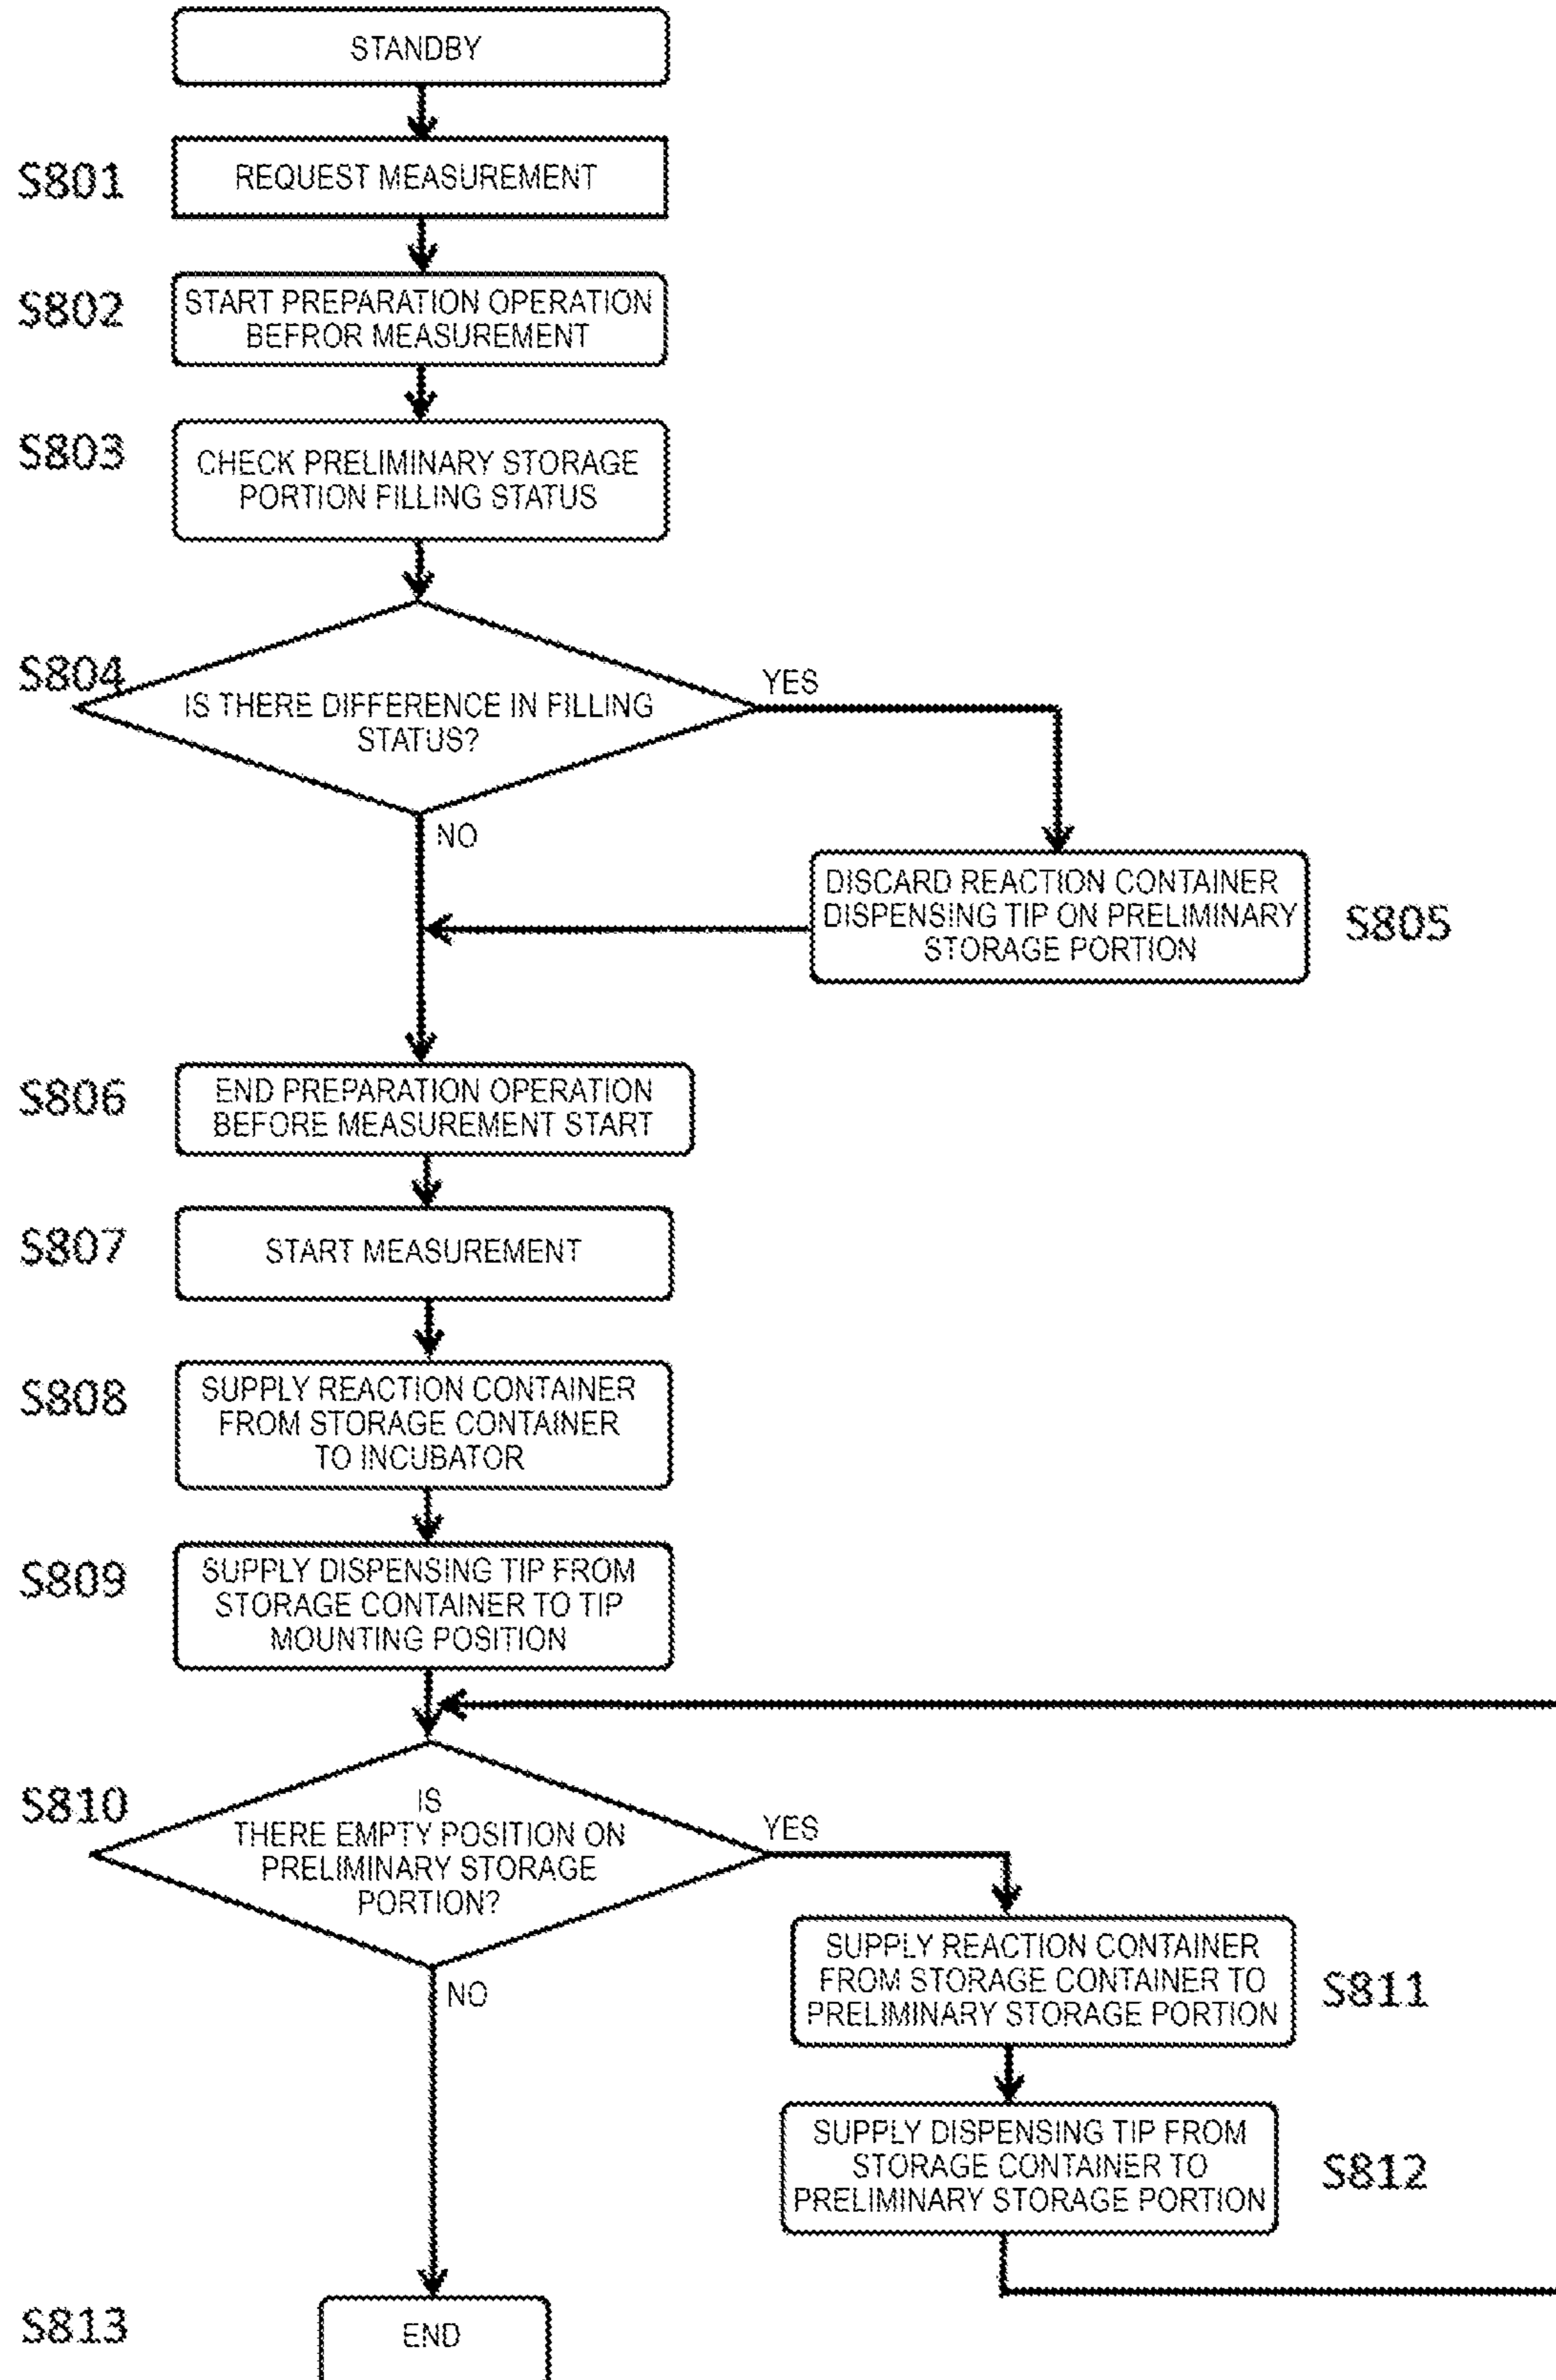 STANDBY
S801
REQUEST MEASUREMENT
S802
START PREPARATION OPERATION
BEFROR MEASUREMENT
S803
CHECK PRELIMINARY STORAGE
PORTION FILLING STATUS
S804
IS THERE DIFFERENCE IN FILLING
STATUS?
YES
NO
DISCARD REACTION CONTAINER
DISPENSING TIP ON PRELIMINARY
STORAGE PORTION
S805
S806
END PREPARATION OPERATION
BEFORE MEASUREMENT START
S807
START MEASUREMENT
S808
SUPPLY REACTION CONTAINER
FROM STORAGE CONTAINER
TO INCUBATOR
S809
SUPPLY DISPENSING TIP FROM
STORAGE CONTAINER TO TIP
MOUNTING POSITION
S810
IS
THERE EMPTY POSITION ON
PRELIMINARY STORAGE
PORTION?
YES
NO
SUPPLY REACTION CONTAINER
FROM STORAGE CONTAINER TO
PRELIMINARY STORAGE PORTION
S811
SUPPLY DISPENSING TIP FROM
STORAGE CONTAINER TO
PRELIMINARY STORAGE PORTION
S812
S813
END